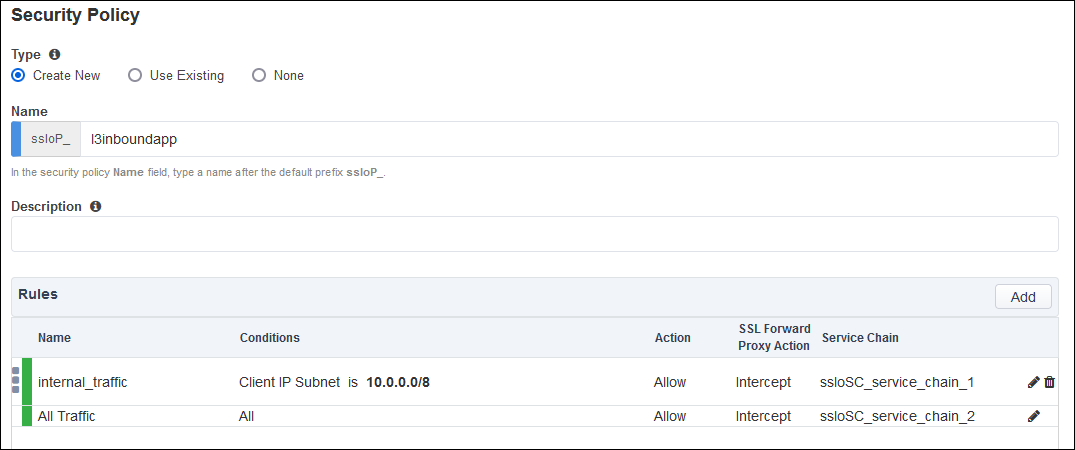 Security Policy
Type
Create New Use Existing None
Name
ssloP_ l3inboundapp
In the security policy Name field, type a name after the default prefix ssloP_.
Description
Rules Add
Name Conditions Action SSL Forward Proxy Action Service Chain
internal_traffic Client IP Subnet is 10.0.0.0/8 Allow Intercept ssloSC_service_chain_1
All Traffic All Allow Intercept ssloSC_service_chain_2